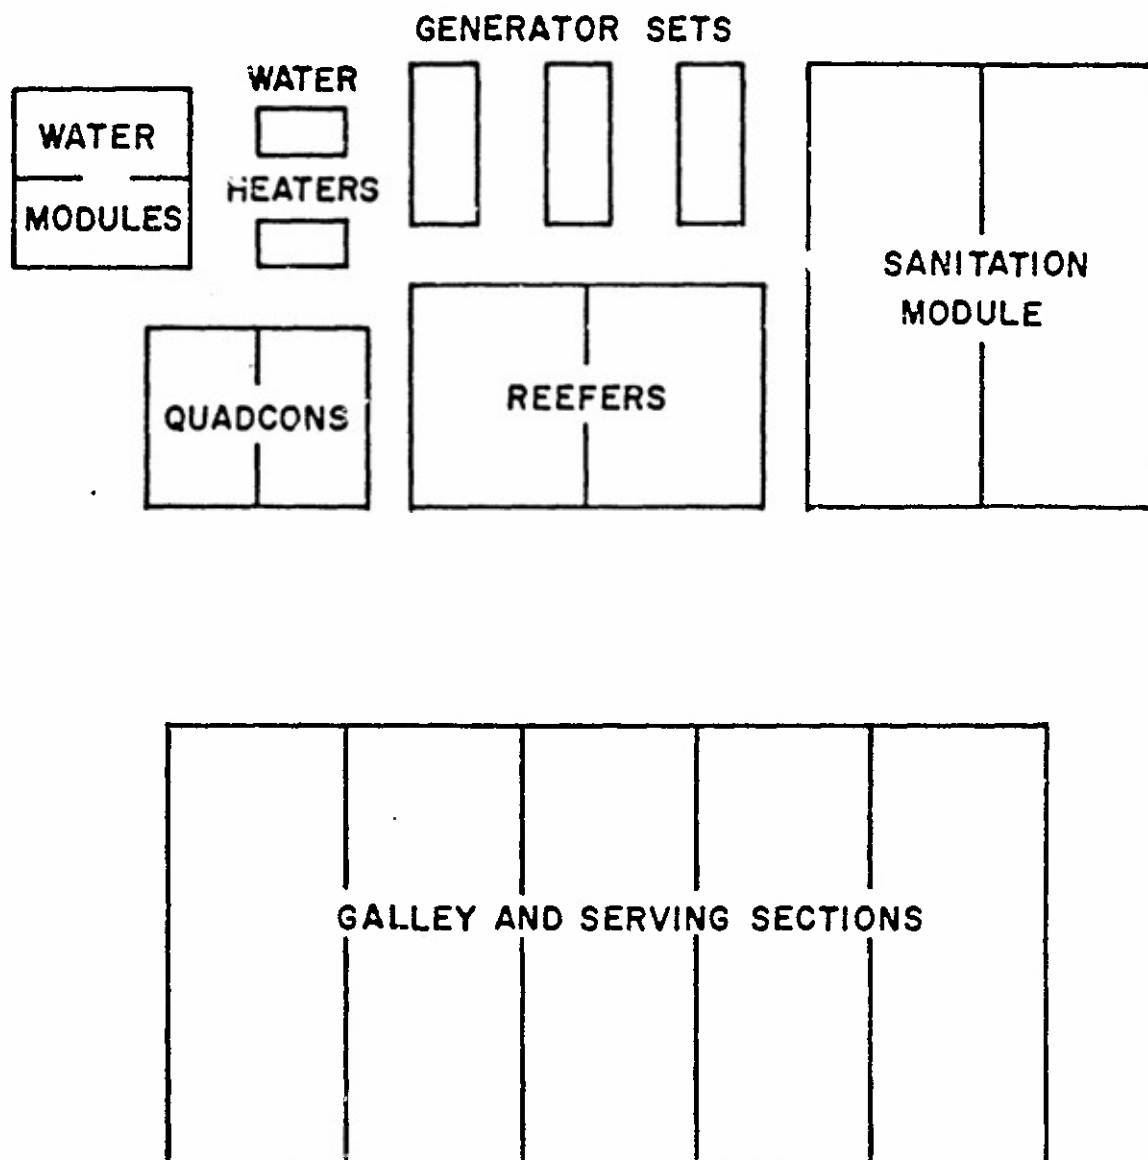 GENERATOR SETS
WATER
HEATERS
WATER
MODULES
SANITATION
MODULE
QUADCONS
REEFERS
GALLEY AND SERVING SECTIONS